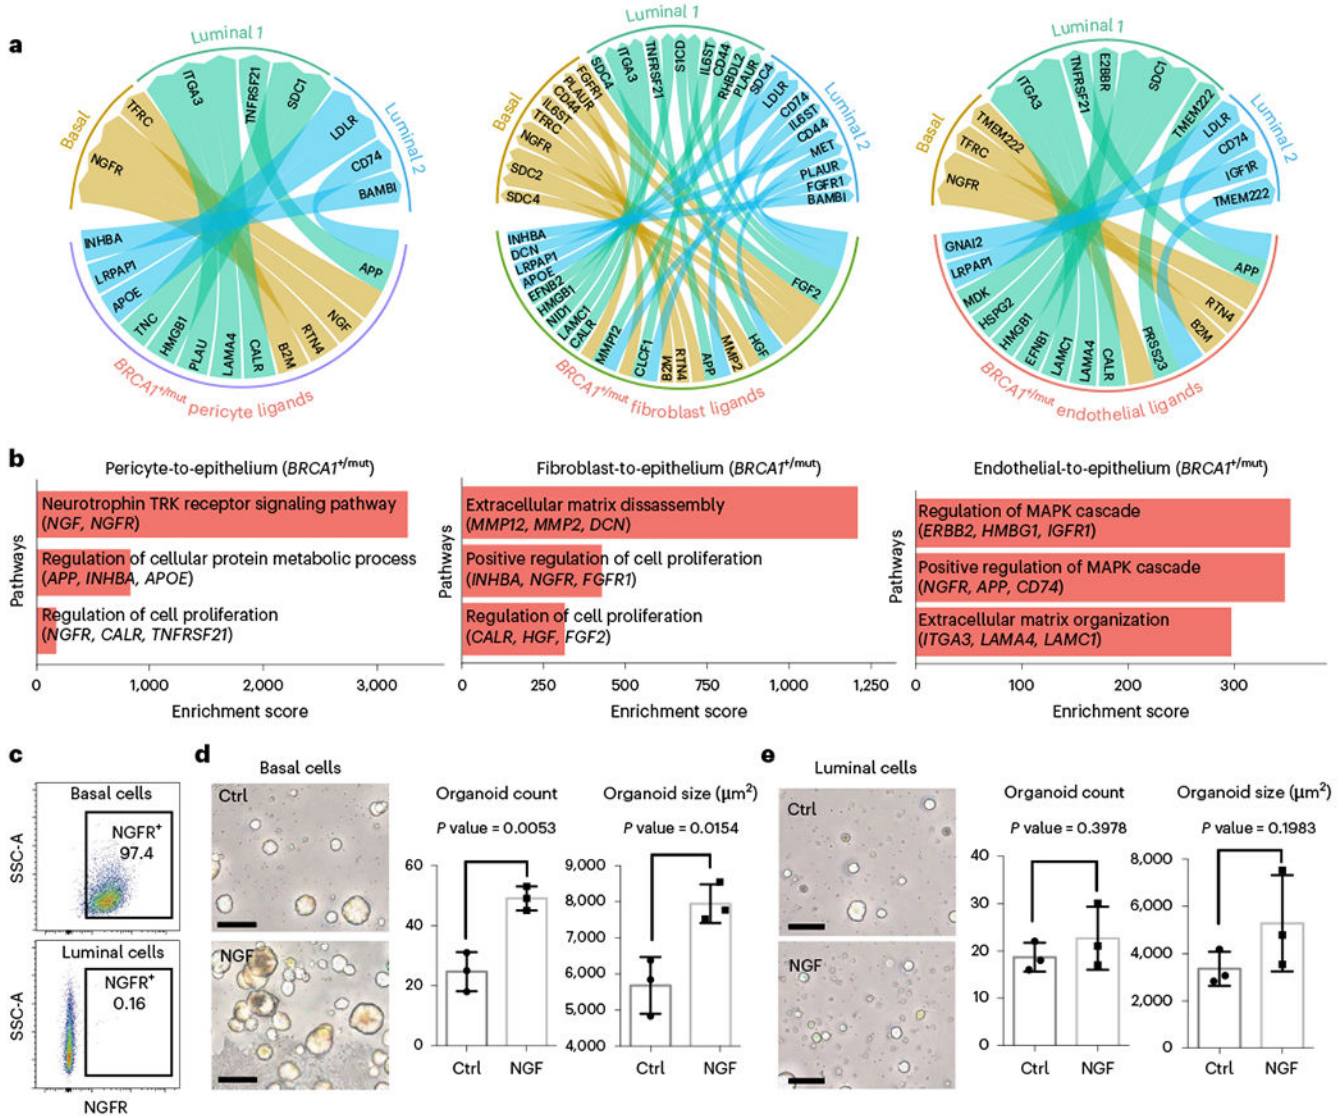 a
Luminal 1
Basal
Luminal 2
NGFR
TFRC
ITGA3
TNFRSF21
SDC1
LDLR
CD74
BAMBI
INHBA
LRPAP1
APOE
TNC
HMGB1
PLAU
LAMA4
CALR
B2M
RTN4
NGF
APP
BRCA1+/mut pericyte ligands
Luminal 1
Basal
Luminal 2
SDC4
SDC2
NGFR
TFRC
IL6ST
CD44
PLAUR
FGFR1
SDC4
ITGA3
TNFRSF21
S1CD
IL6ST
CD44
RHBDL2
PLAUR
SDC4
LDLR
CD74
IL6ST
CD44
MET
PLAUR
FGFR1
BAMBI
INHBA
DCN
LRPAP1
APOE
EFNB2
HMGB1
NID1
LAMC1
CALR
MMP12
CLCF1
B2M
RTN4
APP
MMP2
HGF
FGF2
BRCA1+/mut fibroblast ligands
Luminal 1
Basal
Luminal 2
NGFR
TFRC
TMEM222
ITGA3
TNFRSF21
E2BBR
SDC1
TMEM222
LDLR
CD74
IGF1R
TMEM222
GNAI2
LRPAP1
MDK
HSPG2
HMGB1
EFNB1
LAMC1
LAMA4
CALR
PRSS23
B2M
RTN4
APP
BRCA1+/mut endothelial ligands
b
Pericyte-to-epithelium (BRCA1+/mut)
Pathways
Neurotrophin TRK receptor signaling pathway
(NGF, NGFR)
Regulation of cellular protein metabolic process
(APP, INHBA, APOE)
Regulation of cell proliferation
(NGFR, CALR, TNFRSF21)
0 1,000 2,000 3,000
Enrichment score
Fibroblast-to-epithelium (BRCA1+/mut)
Pathways
Extracellular matrix dissassembly
(MMP12, MMP2, DCN)
Positive regulation of cell proliferation
(INHBA, NGFR, FGFR1)
Regulation of cell proliferation
(CALR, HGF, FGF2)
0 250 500 750 1,000 1,250
Enrichment score
Endothelial-to-epithelium (BRCA1+/mut)
Pathways
Regulation of MAPK cascade
(ERBB2, HMBG1, IGFR1)
Positive regulation of MAPK cascade
(NGFR, APP, CD74)
Extracellular matrix organization
(ITGA3, LAMA4, LAMC1)
0 100 200 300
Enrichment score
c
Basal cells
SSC-A
NGFR+
97.4
Luminal cells
SSC-A
NGFR+
0.16
NGFR
d
Basal cells
Ctrl
NGF
Organoid count
P value = 0.0053
60
40
20
0
Ctrl NGF
Organoid size (μm2)
P value = 0.0154
9,000
8,000
7,000
6,000
5,000
4,000
Ctrl NGF
e
Luminal cells
Ctrl
NGF
Organoid count
P value = 0.3978
40
30
20
10
0
Ctrl NGF
Organoid size (μm2)
P value = 0.1983
8,000
6,000
4,000
2,000
0
Ctrl NGF